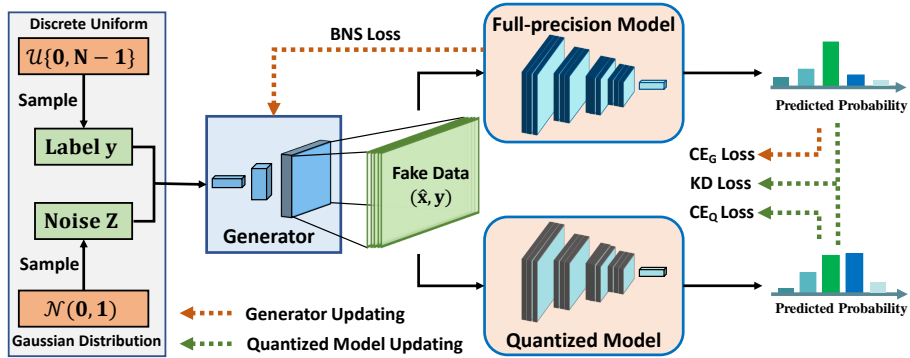 Discrete Uniform
𝒰{0, N − 1}
Sample
Label y
Noise Z
Sample
𝒩(0, 1)
Gaussian Distribution
BNS Loss
Generator
Fake Data
(x̂, y)
Full-precision Model
Quantized Model
Predicted Probability
CE_G Loss
KD Loss
CE_Q Loss
Predicted Probability
Generator Updating
Quantized Model Updating